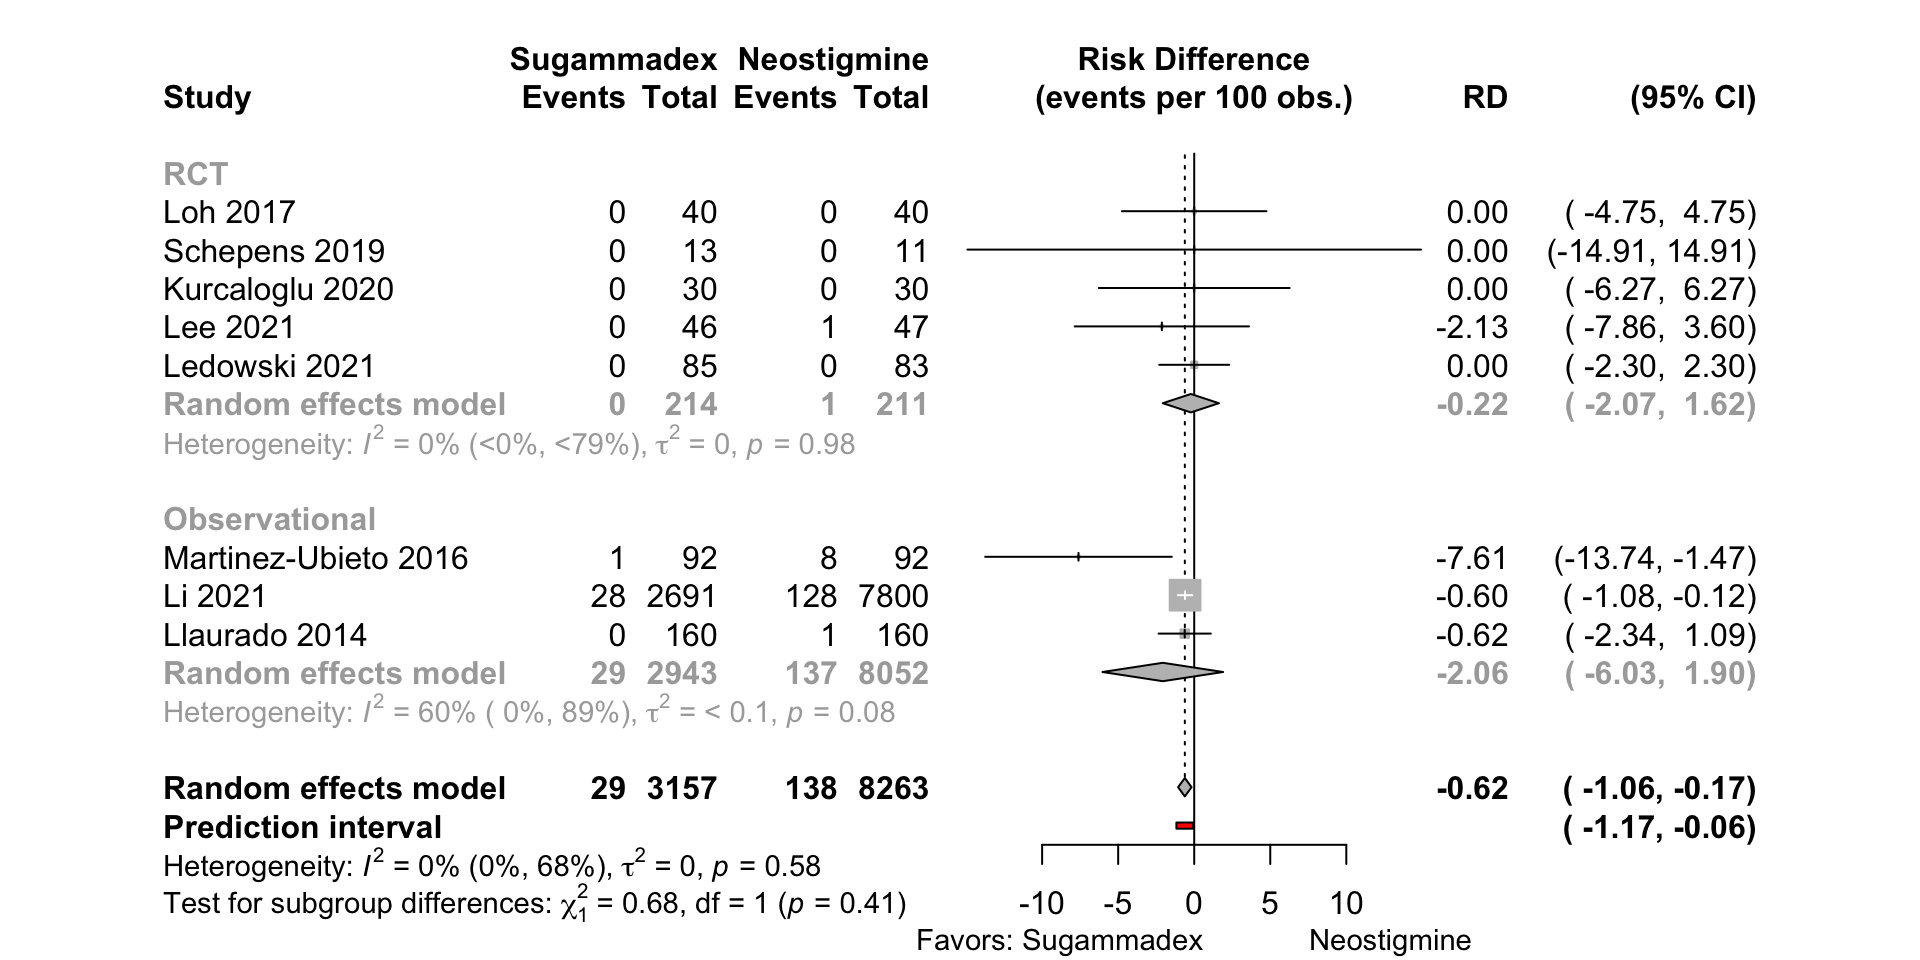 Sugammadex Neostigmine Risk Difference
Study Events Total Events Total (events per 100 obs.) RD (95% CI)
RCT
Loh 2017 0 40 0 40 0.00 ( -4.75, 4.75)
Schepens 2019 0 13 0 11 0.00 (-14.91, 14.91)
Kurcaloglu 2020 0 30 0 30 0.00 ( -6.27, 6.27)
Lee 2021 0 46 1 47 -2.13 ( -7.86, 3.60)
Ledowski 2021 0 85 0 83 0.00 ( -2.30, 2.30)
Random effects model 0 214 1 211 -0.22 ( -2.07, 1.62)
Heterogeneity: I² = 0% (<0%, <79%), τ² = 0, p = 0.98
Observational
Martinez-Ubieto 2016 1 92 8 92 -7.61 (-13.74, -1.47)
Li 2021 28 2691 128 7800 -0.60 ( -1.08, -0.12)
Llaurado 2014 0 160 1 160 -0.62 ( -2.34, 1.09)
Random effects model 29 2943 137 8052 -2.06 ( -6.03, 1.90)
Heterogeneity: I² = 60% ( 0%, 89%), τ² = < 0.1, p = 0.08
Random effects model 29 3157 138 8263 -0.62 ( -1.06, -0.17)
Prediction interval ( -1.17, -0.06)
Heterogeneity: I² = 0% (0%, 68%), τ² = 0, p = 0.58
Test for subgroup differences: χ₁² = 0.68, df = 1 (p = 0.41)
-10 -5 0 5 10
Favors: Sugammadex Neostigmine